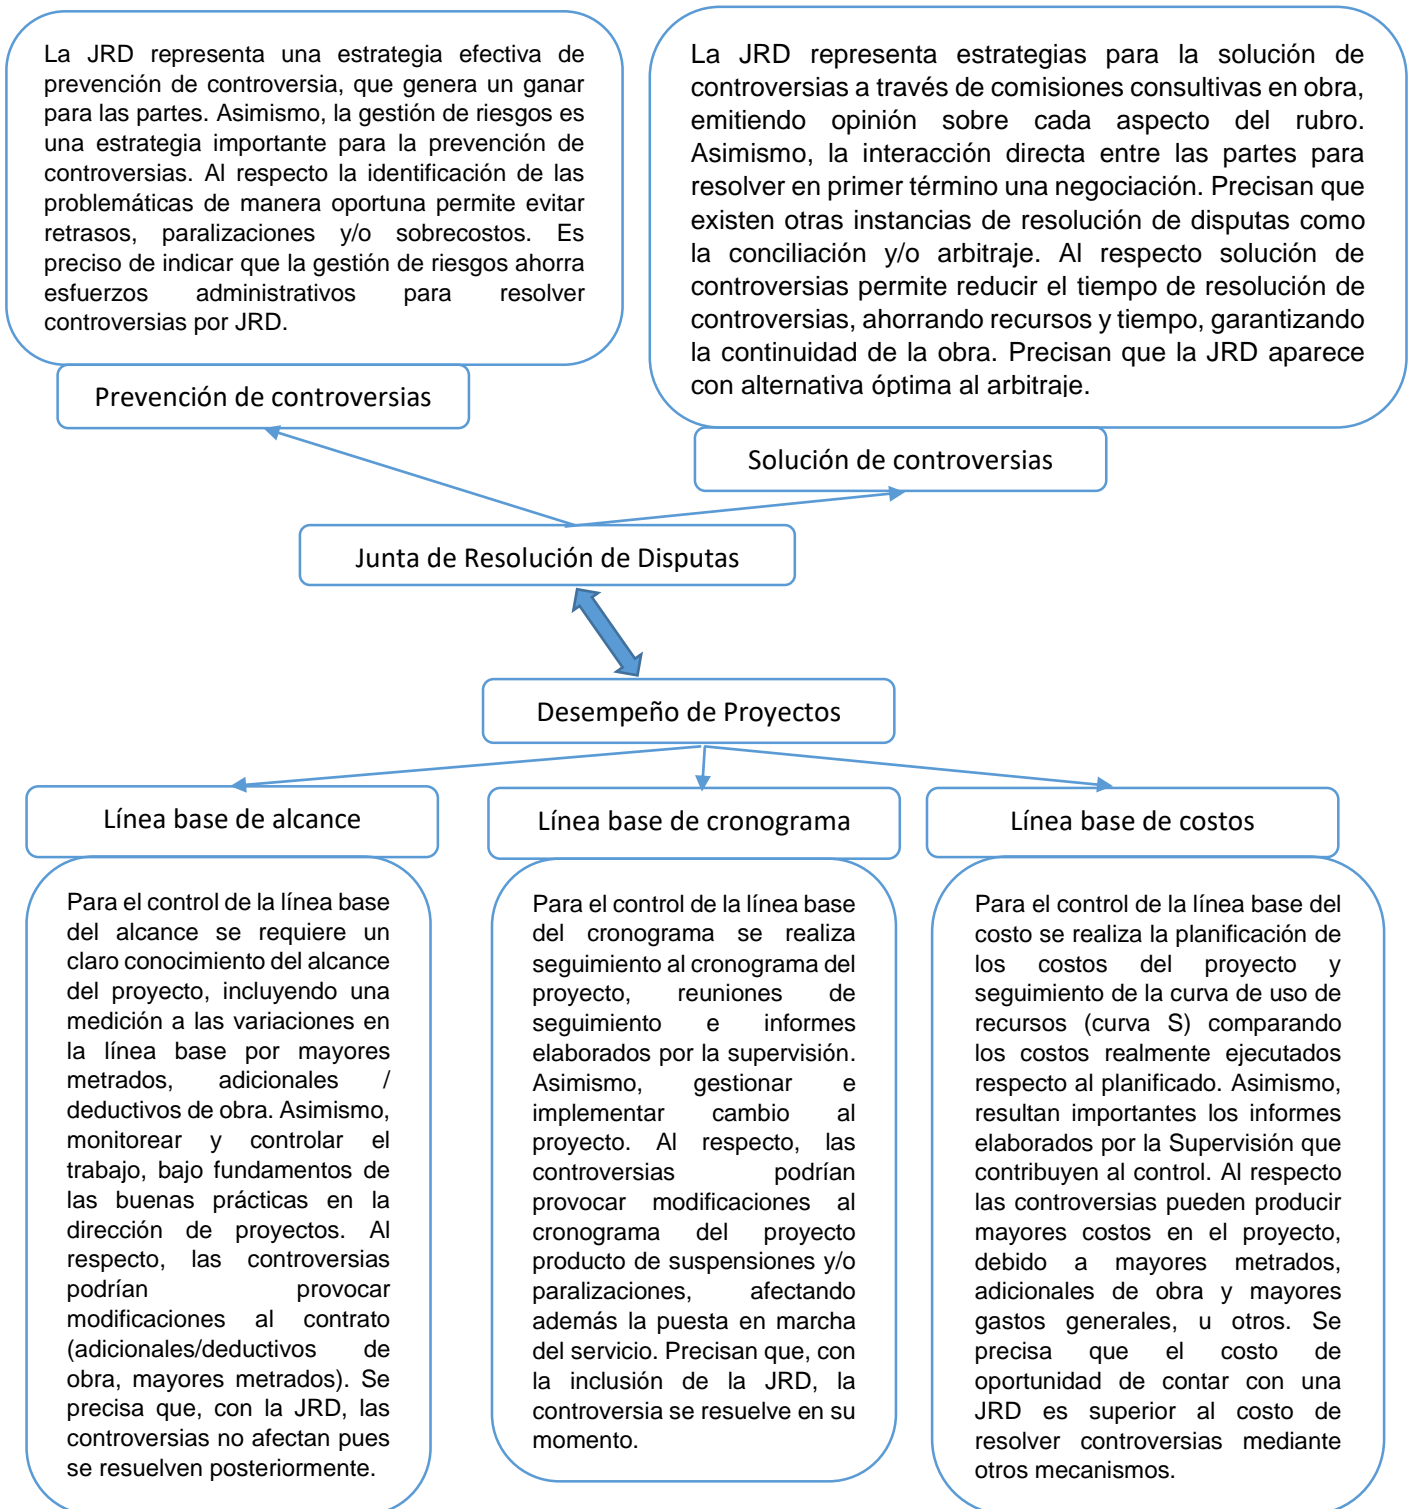 La JRD representa una estrategia efectiva de
prevención de controversia, que genera un ganar
para las partes. Asimismo, la gestión de riesgos es
una estrategia importante para la prevención de
controversias. Al respecto la identificación de las
problemáticas de manera oportuna permite evitar
retrasos, paralizaciones y/o sobrecostos. Es
preciso de indicar que la gestión de riesgos ahorra
esfuerzos administrativos para resolver
controversias por JRD.
La JRD representa estrategias para la solución de
controversias a través de comisiones consultivas en obra,
emitiendo opinión sobre cada aspecto del rubro.
Asimismo, la interacción directa entre las partes para
resolver en primer término una negociación. Precisan que
existen otras instancias de resolución de disputas como
la conciliación y/o arbitraje. Al respecto solución de
controversias permite reducir el tiempo de resolución de
controversias, ahorrando recursos y tiempo, garantizando
la continuidad de la obra. Precisan que la JRD aparece
con alternativa óptima al arbitraje.
Prevención de controversias
Solución de controversias
Junta de Resolución de Disputas
Desempeño de Proyectos
Línea base de alcance
Línea base de cronograma
Línea base de costos
Para el control de la línea base
del alcance se requiere un
claro conocimiento del alcance
del proyecto, incluyendo una
medición a las variaciones en
la línea base por mayores
metrados, adicionales /
deductivos de obra. Asimismo,
monitorear y controlar el
trabajo, bajo fundamentos de
las buenas prácticas en la
dirección de proyectos. Al
respecto, las controversias
podrían provocar
modificaciones al contrato
(adicionales/deductivos de
obra, mayores metrados). Se
precisa que, con la JRD, las
controversias no afectan pues
se resuelven posteriormente.
Para el control de la línea base
del cronograma se realiza
seguimiento al cronograma del
proyecto, reuniones de
seguimiento e informes
elaborados por la supervisión.
Asimismo, gestionar e
implementar cambio al
proyecto. Al respecto, las
controversias podrían
provocar modificaciones al
cronograma del proyecto
producto de suspensiones y/o
paralizaciones, afectando
además la puesta en marcha
del servicio. Precisan que, con
la inclusión de la JRD, la
controversia se resuelve en su
momento.
Para el control de la línea base del
costo se realiza la planificación de
los costos del proyecto y
seguimiento de la curva de uso de
recursos (curva S) comparando
los costos realmente ejecutados
respecto al planificado. Asimismo,
resultan importantes los informes
elaborados por la Supervisión que
contribuyen al control. Al respecto
las controversias pueden producir
mayores costos en el proyecto,
debido a mayores metrados,
adicionales de obra y mayores
gastos generales, u otros. Se
precisa que el costo de
oportunidad de contar con una
JRD es superior al costo de
resolver controversias mediante
otros mecanismos.